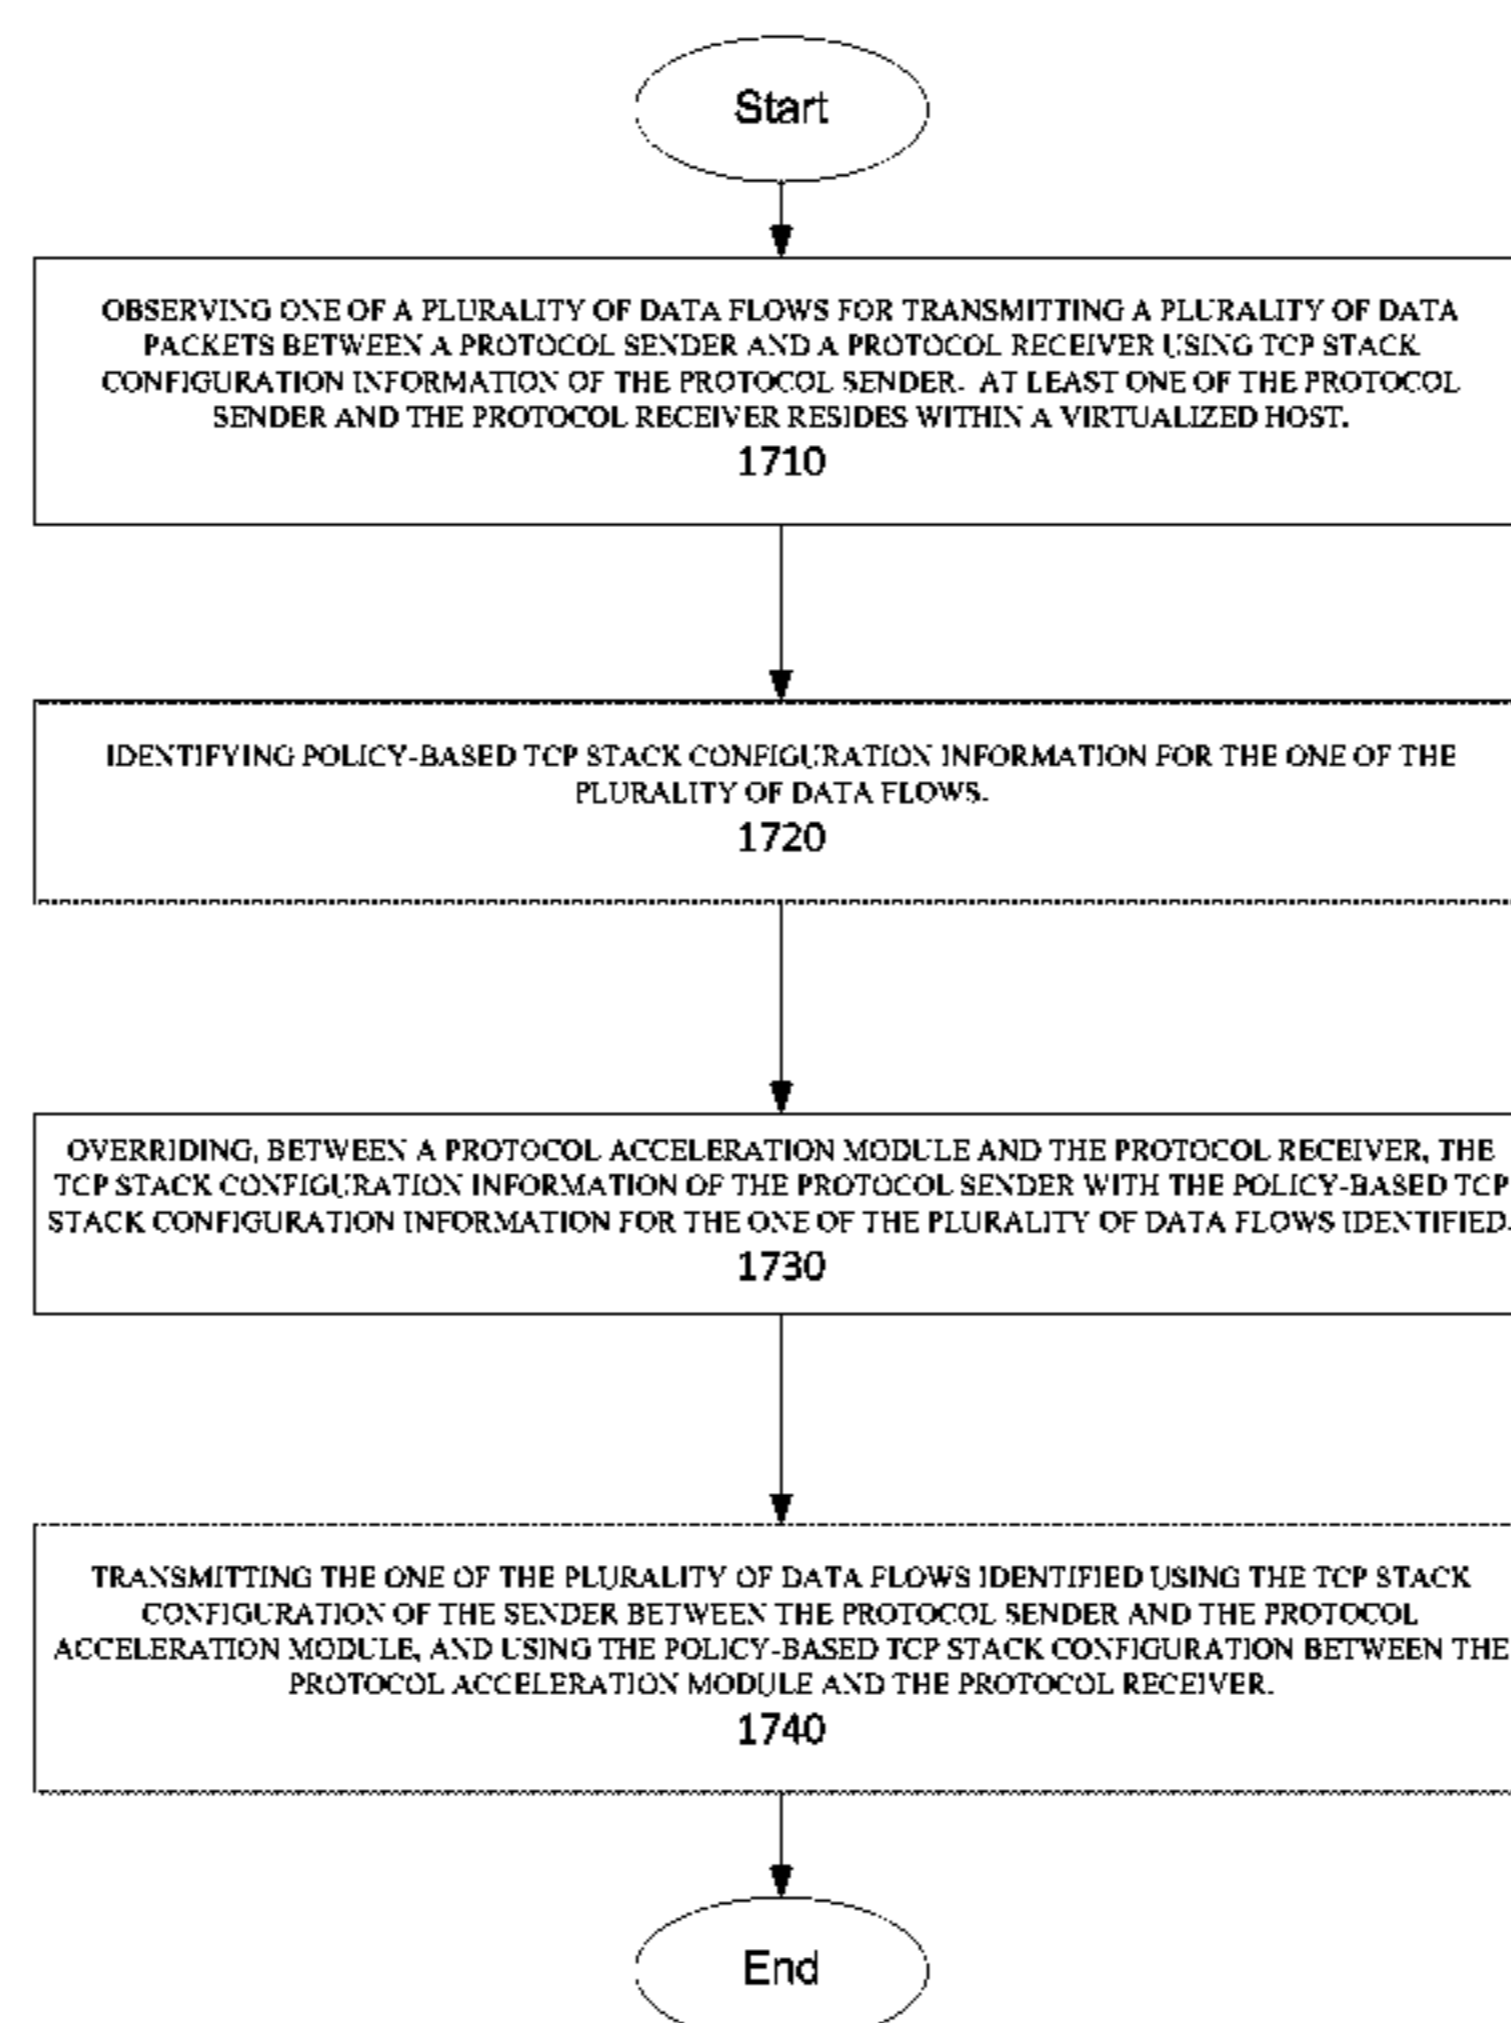 Start
OBSERVING ONE OF A PLURALITY OF DATA FLOWS FOR TRANSMITTING A PLURALITY OF DATA
PACKETS BETWEEN A PROTOCOL SENDER AND A PROTOCOL RECEIVER USING TCP STACK
CONFIGURATION INFORMATION OF THE PROTOCOL SENDER. AT LEAST ONE OF THE PROTOCOL
SENDER AND THE PROTOCOL RECEIVER RESIDES WITHIN A VIRTUALIZED HOST.
1710
IDENTIFYING POLICY-BASED TCP STACK CONFIGURATION INFORMATION FOR THE ONE OF THE
PLURALITY OF DATA FLOWS.
1720
OVERRIDING, BETWEEN A PROTOCOL ACCELERATION MODULE AND THE PROTOCOL RECEIVER, THE
TCP STACK CONFIGURATION INFORMATION OF THE PROTOCOL SENDER WITH THE POLICY-BASED TCP
STACK CONFIGURATION INFORMATION FOR THE ONE OF THE PLURALITY OF DATA FLOWS IDENTIFIED.
1730
TRANSMITTING THE ONE OF THE PLURALITY OF DATA FLOWS IDENTIFIED USING THE TCP STACK
CONFIGURATION OF THE SENDER BETWEEN THE PROTOCOL SENDER AND THE PROTOCOL
ACCELERATION MODULE, AND USING THE POLICY-BASED TCP STACK CONFIGURATION BETWEEN THE
PROTOCOL ACCELERATION MODULE AND THE PROTOCOL RECEIVER.
1740
End